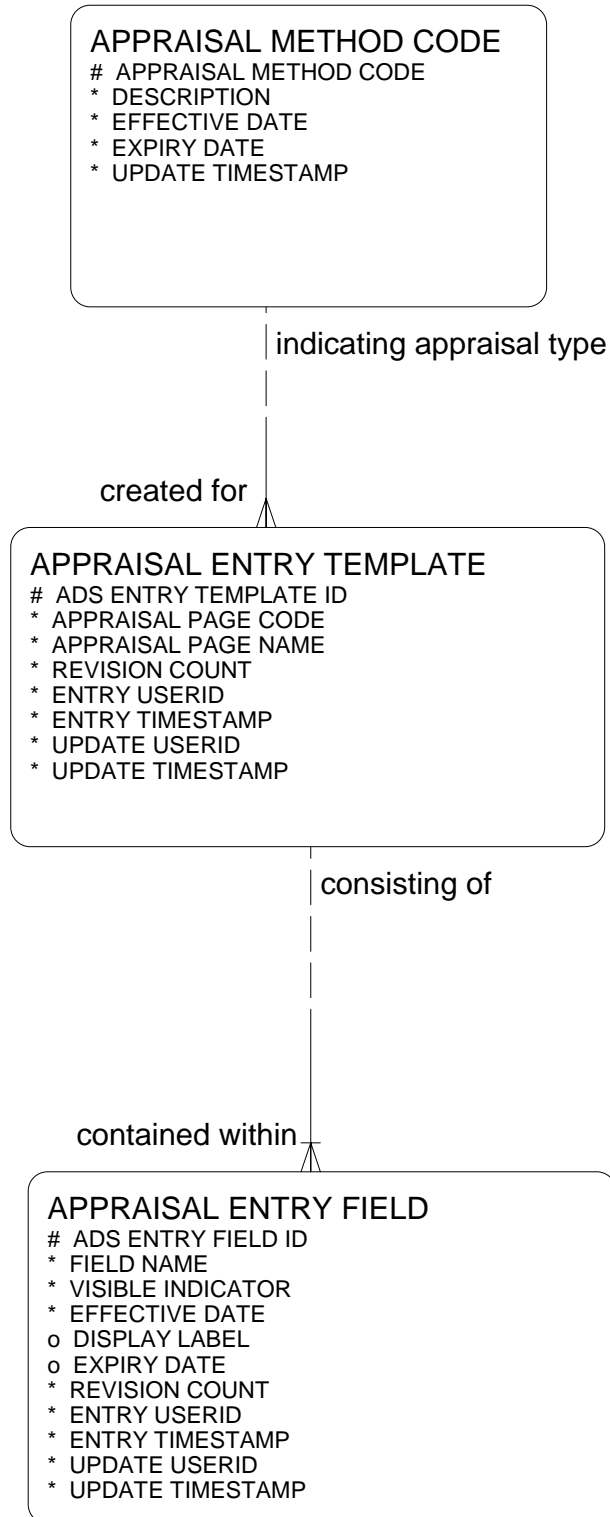 APPRAISAL METHOD CODE
# APPRAISAL METHOD CODE
* DESCRIPTION
* EFFECTIVE DATE
* EXPIRY DATE
* UPDATE TIMESTAMP
indicating appraisal type
created for
APPRAISAL ENTRY TEMPLATE
# ADS ENTRY TEMPLATE ID
* APPRAISAL PAGE CODE
* APPRAISAL PAGE NAME
* REVISION COUNT
* ENTRY USERID
* ENTRY TIMESTAMP
* UPDATE USERID
* UPDATE TIMESTAMP
consisting of
contained within
APPRAISAL ENTRY FIELD
# ADS ENTRY FIELD ID
* FIELD NAME
* VISIBLE INDICATOR
* EFFECTIVE DATE
o DISPLAY LABEL
o EXPIRY DATE
* REVISION COUNT
* ENTRY USERID
* ENTRY TIMESTAMP
* UPDATE USERID
* UPDATE TIMESTAMP